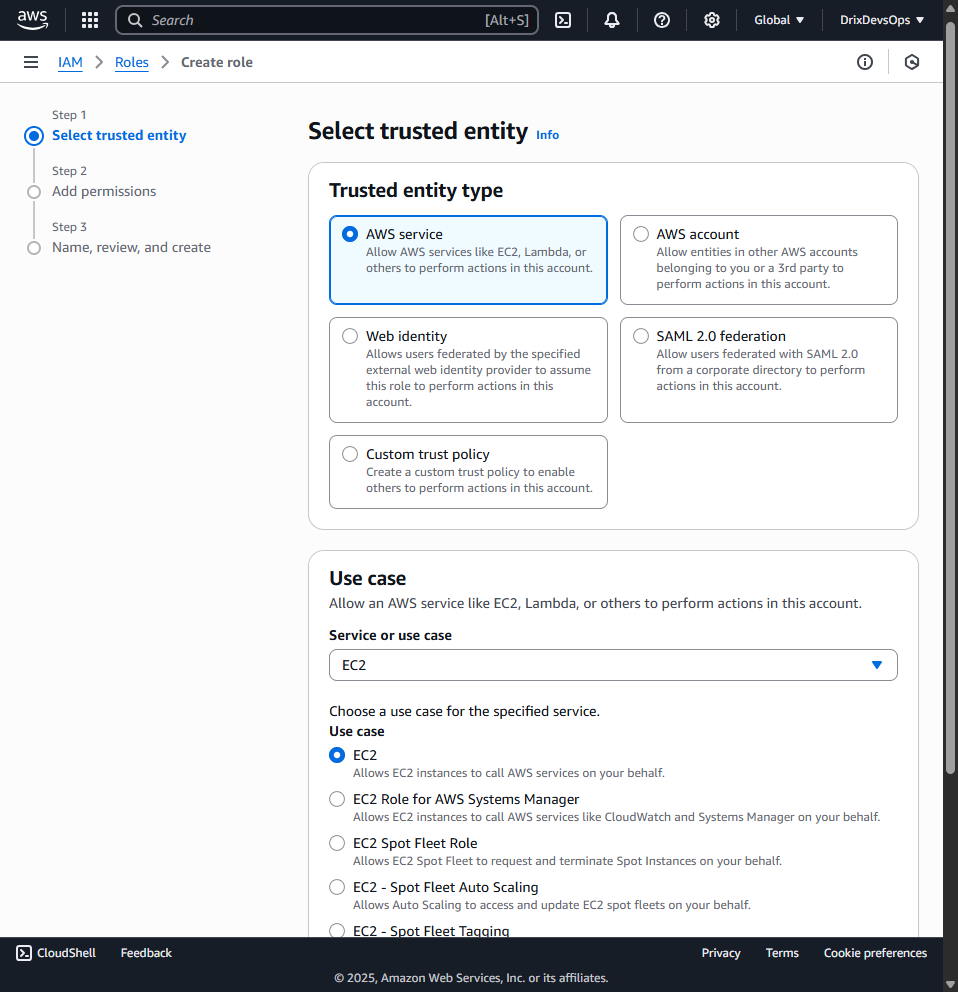 aws
Search [Alt+S]
Global
DrixDevsOps
IAM > Roles > Create role
Step 1
Select trusted entity
Step 2
Add permissions
Step 3
Name, review, and create
Select trusted entity Info
Trusted entity type
AWS service
Allow AWS services like EC2, Lambda, or
others to perform actions in this account.
AWS account
Allow entities in other AWS accounts
belonging to you or a 3rd party to
perform actions in this account.
Web identity
Allows users federated by the specified
external web identity provider to assume
this role to perform actions in this
account.
SAML 2.0 federation
Allow users federated with SAML 2.0
from a corporate directory to perform
actions in this account.
Custom trust policy
Create a custom trust policy to enable
others to perform actions in this account.
Use case
Allow an AWS service like EC2, Lambda, or others to perform actions in this account.
Service or use case
EC2
Choose a use case for the specified service.
Use case
EC2
Allows EC2 instances to call AWS services on your behalf.
EC2 Role for AWS Systems Manager
Allows EC2 instances to call AWS services like CloudWatch and Systems Manager on your behalf.
EC2 Spot Fleet Role
Allows EC2 Spot Fleet to request and terminate Spot Instances on your behalf.
EC2 - Spot Fleet Auto Scaling
Allows Auto Scaling to access and update EC2 spot fleets on your behalf.
EC2 - Spot Fleet Tagging
CloudShell
Feedback
Privacy
Terms
Cookie preferences
© 2025, Amazon Web Services, Inc. or its affiliates.